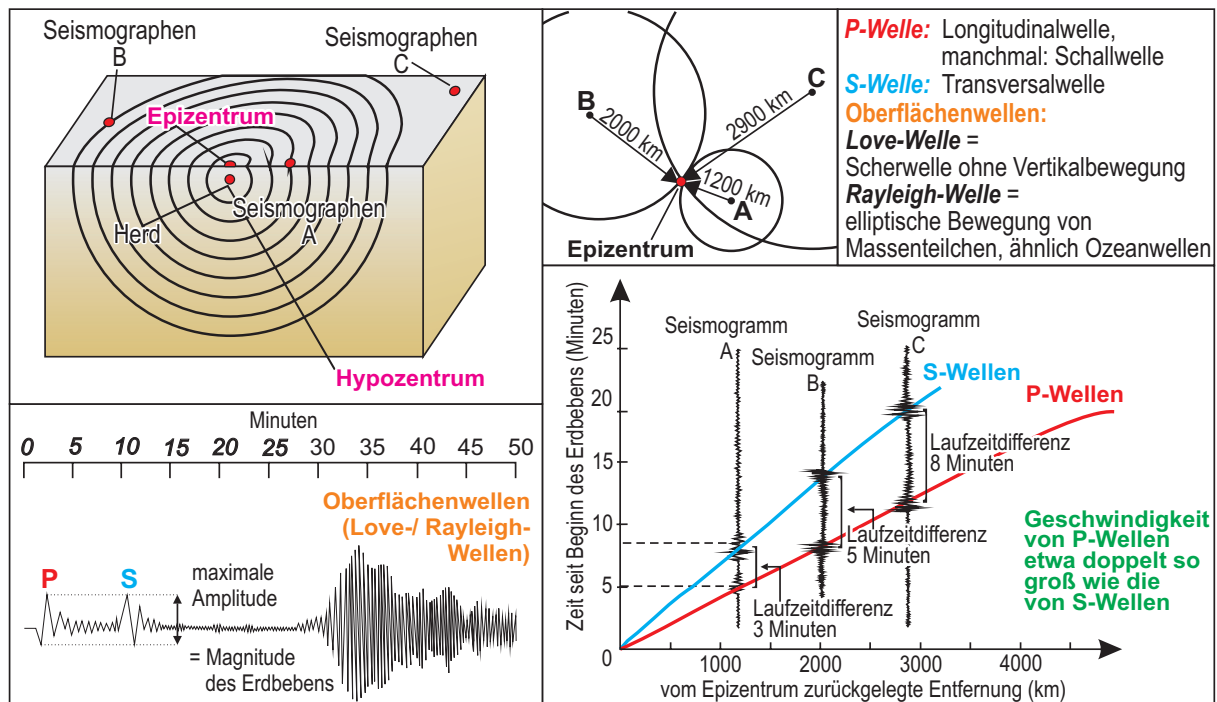 Seismographen
B
Seismographen
C
Epizentrum
Seismographen
A
Herd
Hypozentrum
B
C
2000 km
2900 km
1200 km
A
Epizentrum
P-Welle: Longitudinalwelle,
manchmal: Schallwelle
S-Welle: Transversalwelle
Oberflächenwellen:
Love-Welle =
Scherwelle ohne Vertikalbewegung
Rayleigh-Welle =
elliptische Bewegung von
Massenteilchen, ähnlich Ozeanwellen
Minuten
0 5 10 15 20 25 30 35 40 45 50
Oberflächenwellen
(Love-/ Rayleigh-
Wellen)
P
S
maximale
Amplitude
= Magnitude
des Erdbebens
Zeit seit Beginn des Erdbebens (Minuten)
25
20
15
10
5
0
Seismogramm
A
Seismogramm
B
Seismogramm
C
S-Wellen
P-Wellen
Laufzeitdifferenz
8 Minuten
Laufzeitdifferenz
5 Minuten
Laufzeitdifferenz
3 Minuten
Geschwindigkeit
von P-Wellen
etwa doppelt so
groß wie die
von S-Wellen
1000 2000 3000 4000
vom Epizentrum zurückgelegte Entfernung (km)